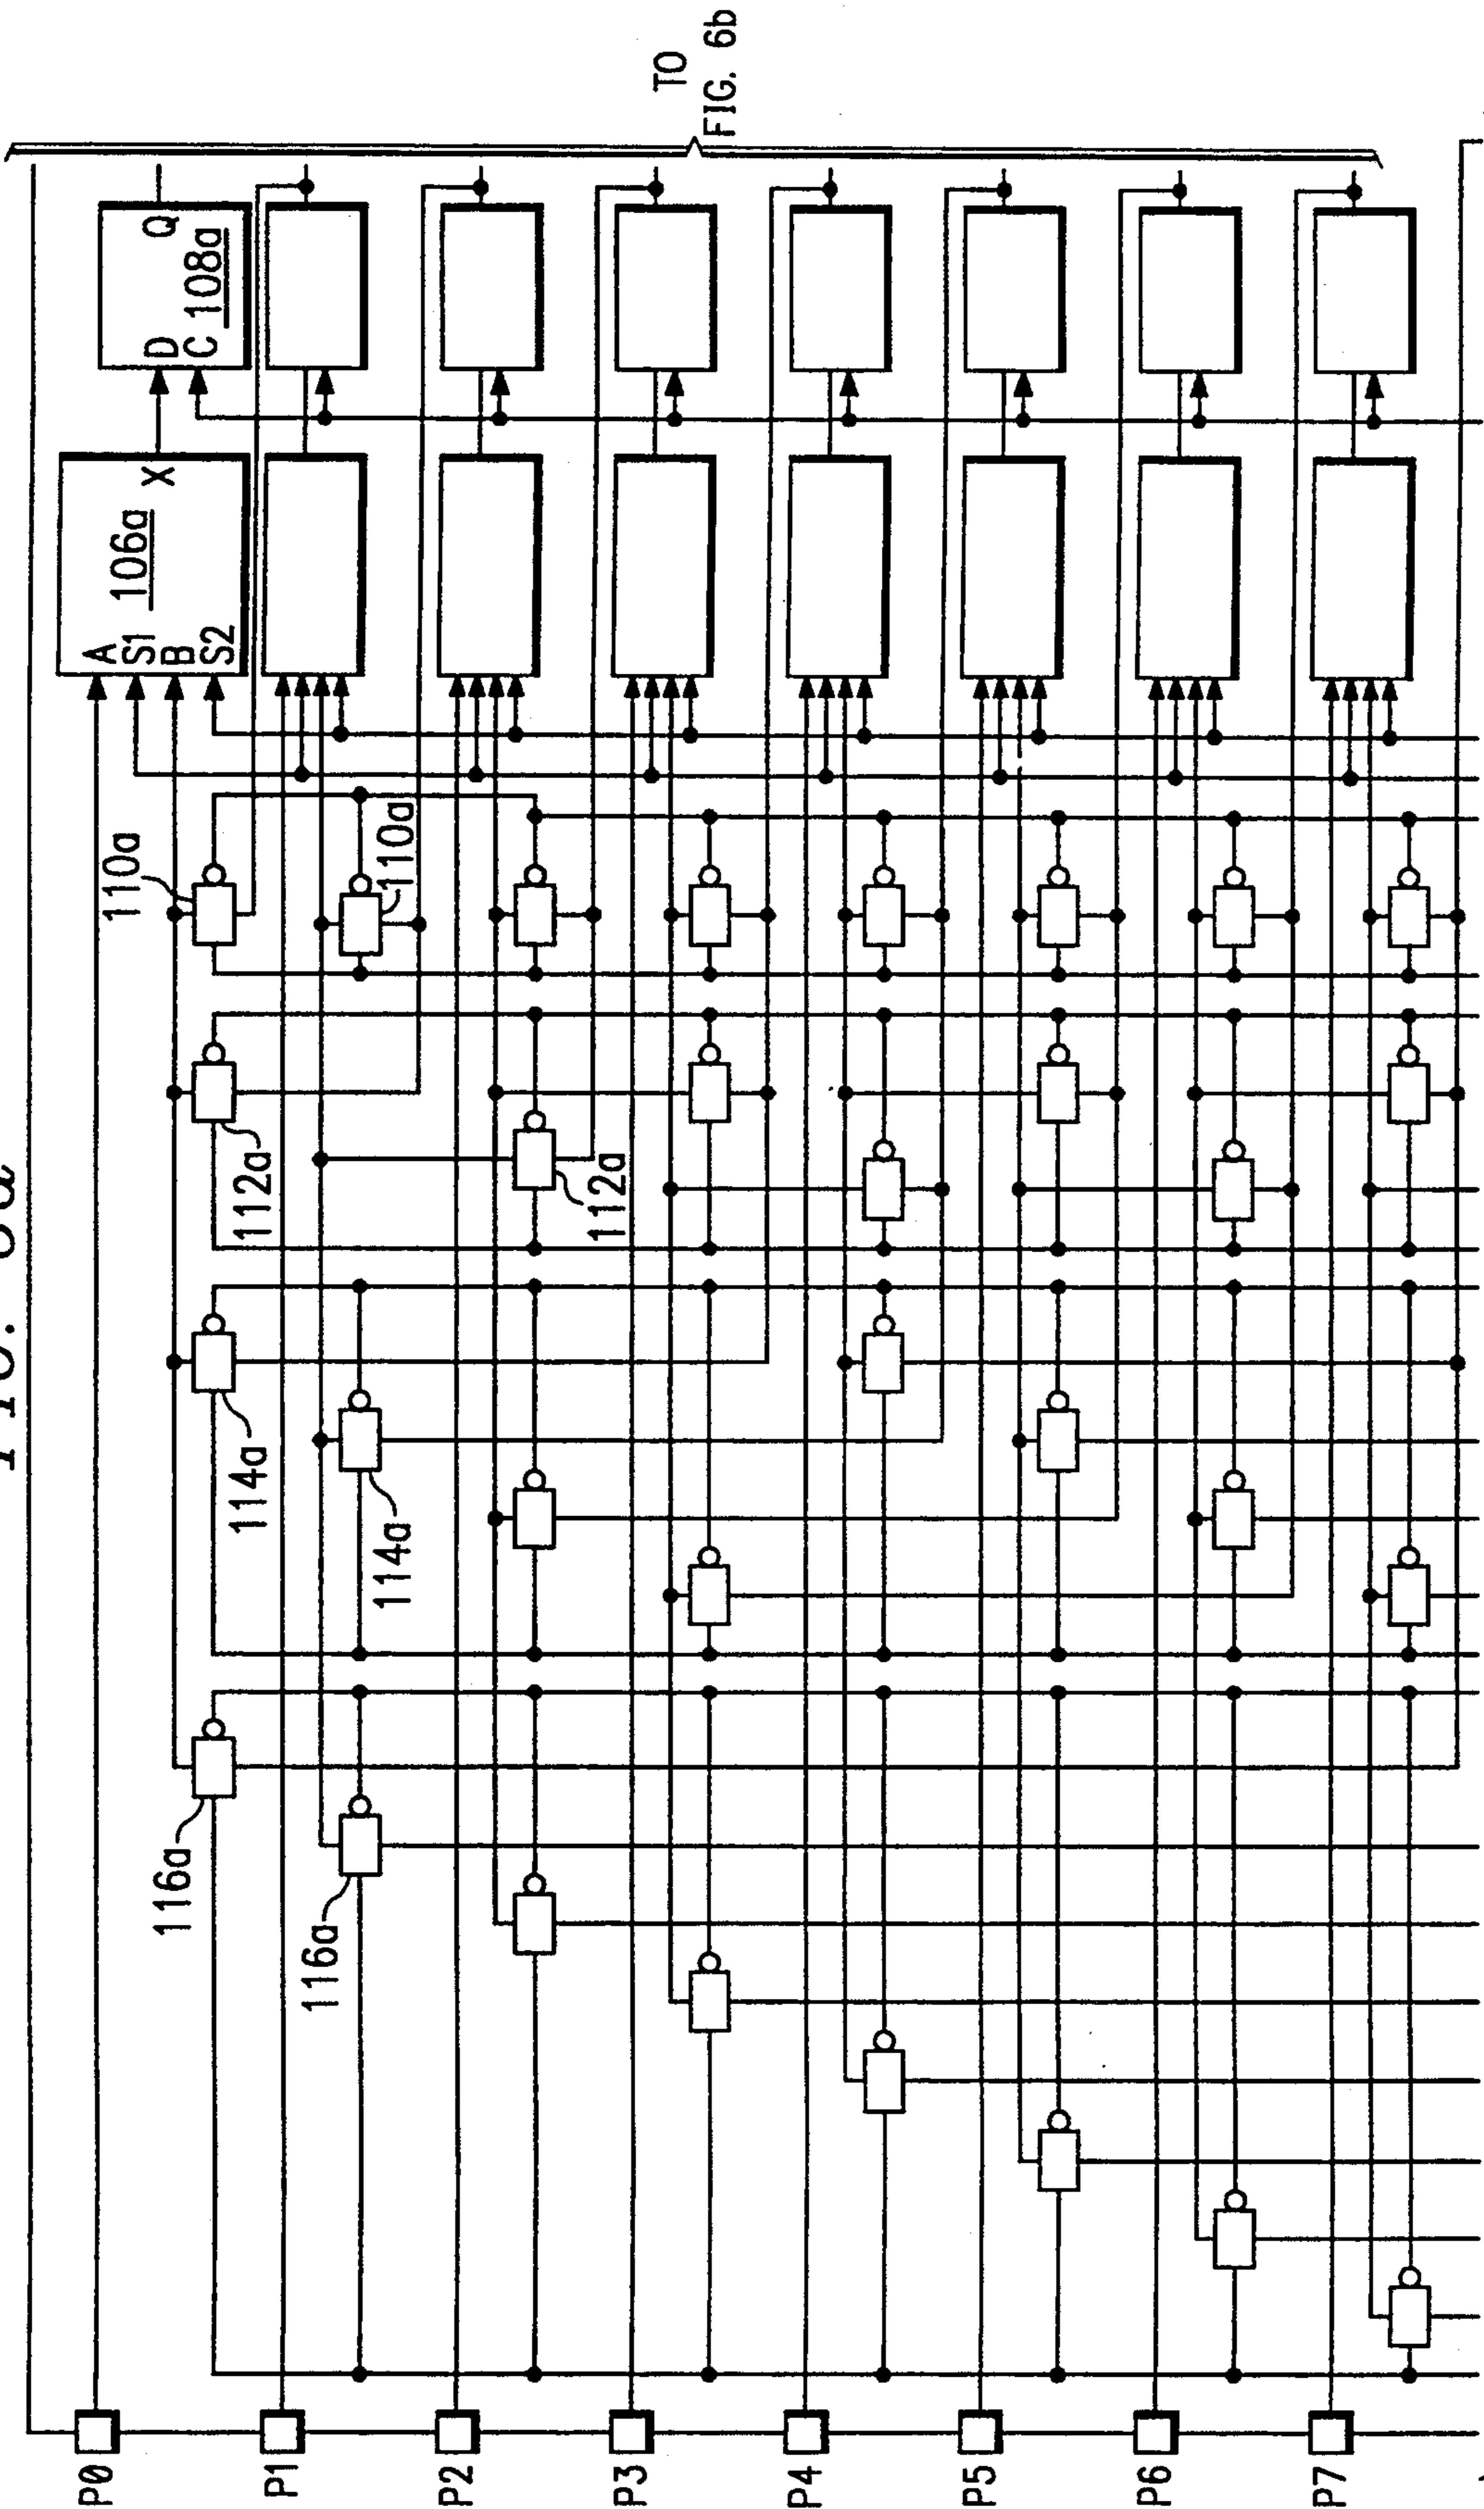 TO
FIG. 6b
P0
P1
P2
P3
P4
P5
P6
P7
A
S1
B
S2
106a
X
D
C
Q
108a
110a
110a
112a
112a
114a
114a
116a
116a